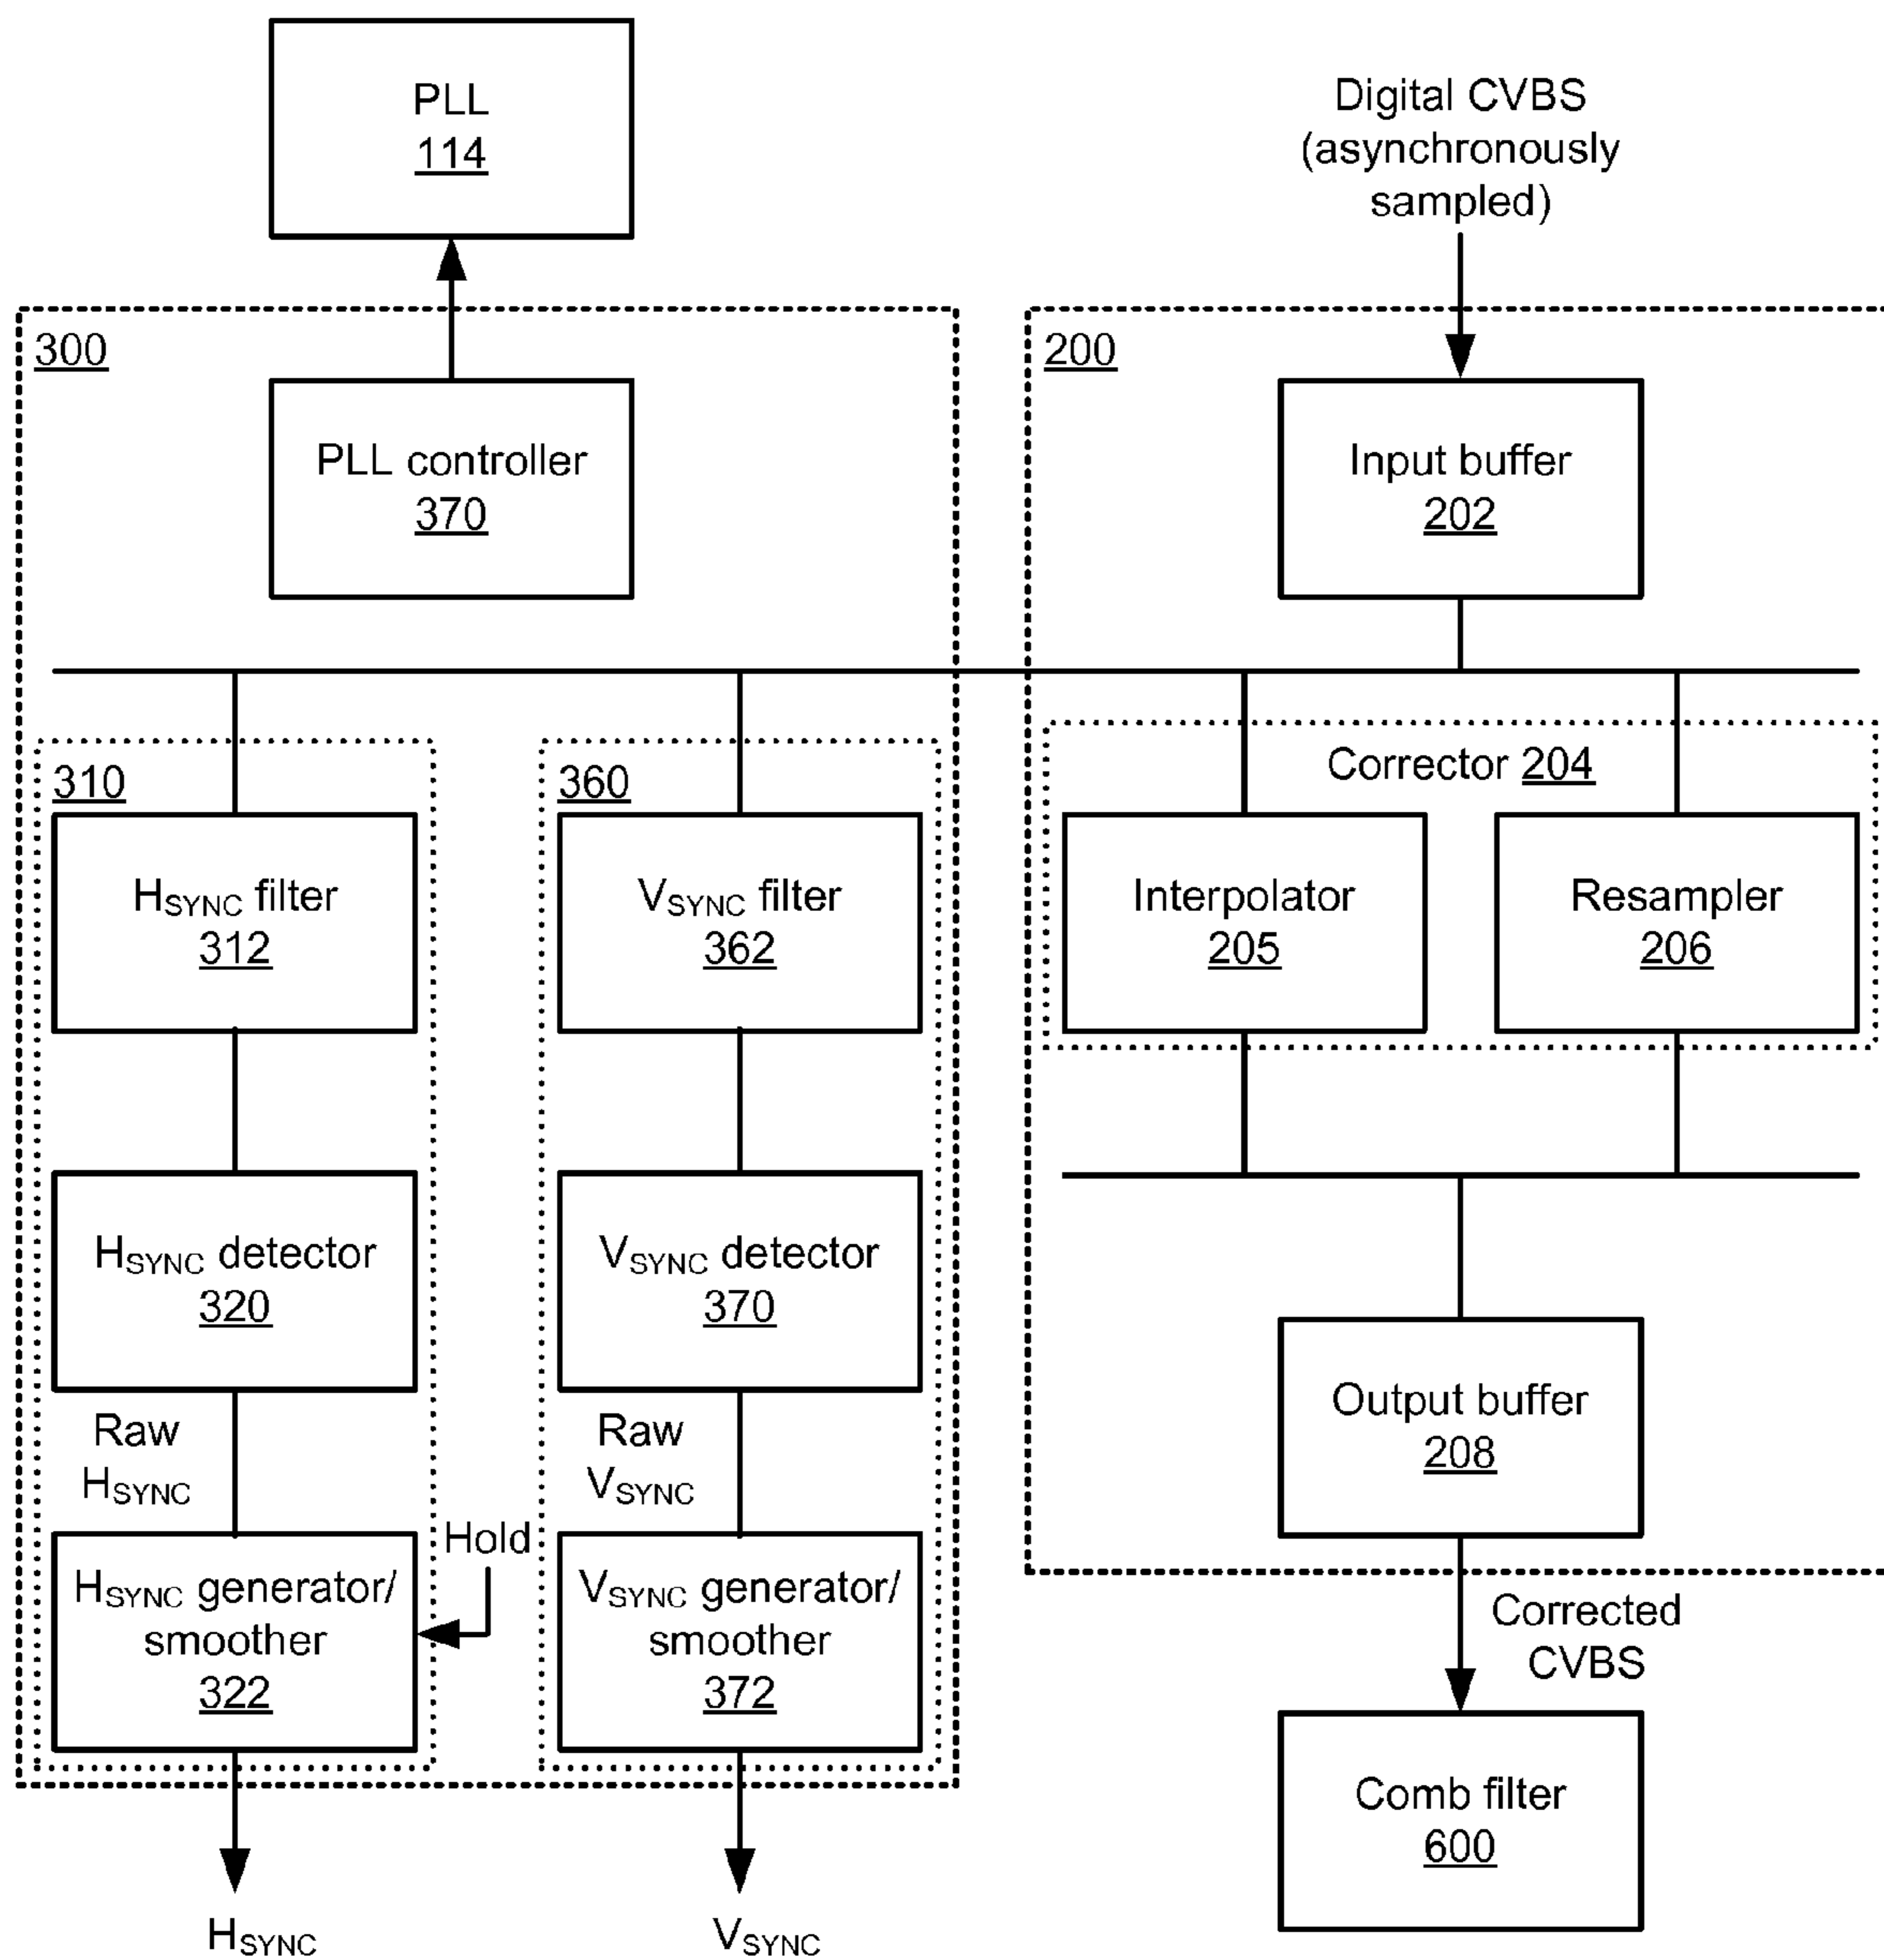 PLL
114
Digital CVBS
(asynchronously
sampled)
300
PLL controller
370
200
Input buffer
202
310
HSYNC filter
312
360
VSYNC filter
362
Corrector 204
Interpolator
205
Resampler
206
HSYNC detector
320
VSYNC detector
370
Output buffer
208
Raw
HSYNC
Raw
VSYNC
Hold
HSYNC generator/
smoother
322
VSYNC generator/
smoother
372
Corrected
CVBS
Comb filter
600
HSYNC
VSYNC